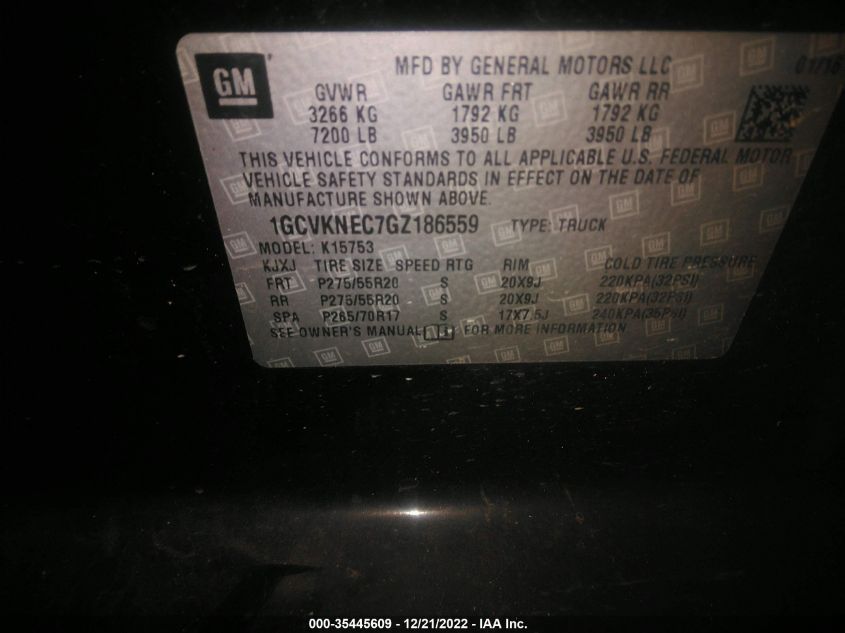 GM MFD BY GENERAL MOTORS LLC 01/16
GVWR GAWR FRT GAWR RR
3266 KG 1792 KG 1792 KG
7200 LB 3950 LB 3950 LB
THIS VEHICLE CONFORMS TO ALL APPLICABLE U.S. FEDERAL MOTOR
VEHICLE SAFETY STANDARDS IN EFFECT ON THE DATE OF
MANUFACTURE SHOWN ABOVE.
1GCVKNEC7GZ186559 TYPE: TRUCK
MODEL: K15753
KJXJ TIRE SIZE SPEED RTG RIM COLD TIRE PRESSURE
FRT P275/55R20 S 20X9J 220KPA(32PSI)
RR P275/55R20 S 20X9J 220KPA(32PSI)
SPA P265/70R17 S 17X7.5J 240KPA(35PSI)
SEE OWNER'S MANUAL i FOR MORE INFORMATION
000-35445609 - 12/21/2022 - IAA Inc.